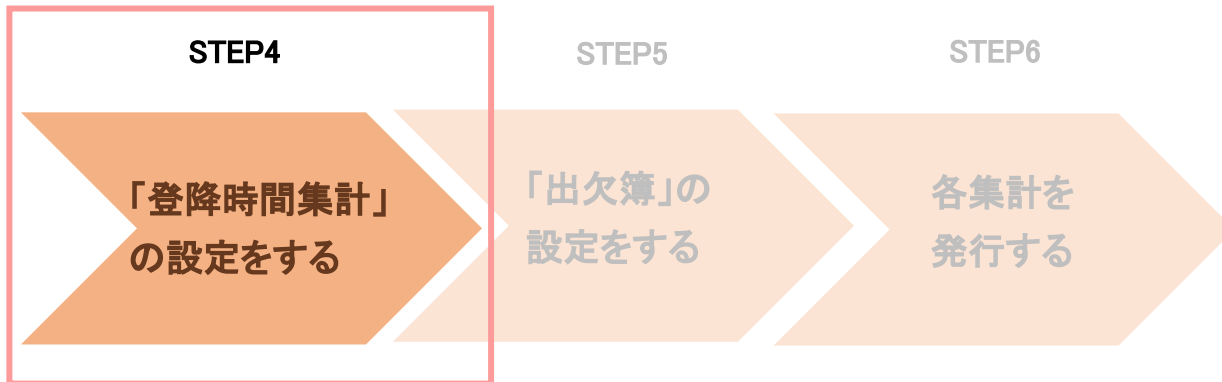 STEP4
「登降時間集計」
の設定をする
STEP5
「出欠簿」の
設定をする
STEP6
各集計を
発行する